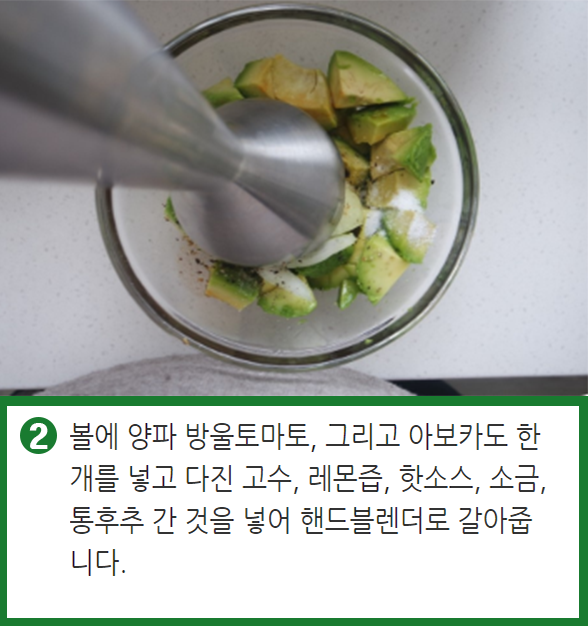 2 볼에 양파 방울토마토, 그리고 아보카도 한
개를 넣고 다진 고수, 레몬즙, 핫소스, 소금,
통후추 간 것을 넣어 핸드블렌더로 갈아줍
니다.